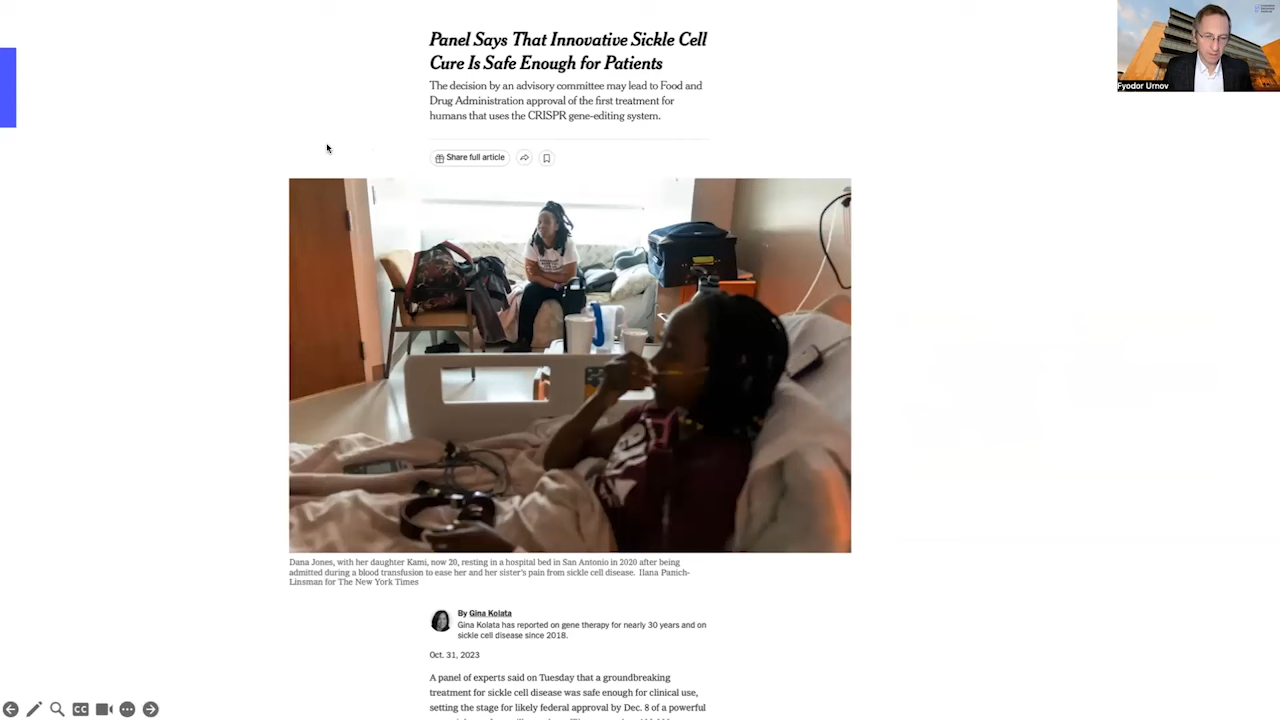 Panel Says That Innovative Sickle Cell
Cure Is Safe Enough for Patients
The decision by an advisory committee may lead to Food and
Drug Administration approval of the first treatment for
humans that uses the CRISPR gene-editing system.
Share full article
Fyodor Urnov
Dana Jones, with her daughter Kami, now 20, resting in a hospital bed in San Antonio in 2020 after being
admitted during a blood transfusion to ease her and her sister's pain from sickle cell disease. Ilana Panich-
Linsman for The New York Times
By Gina Kolata
Gina Kolata has reported on gene therapy for nearly 30 years and on
sickle cell disease since 2018.
Oct. 31, 2023
A panel of experts said on Tuesday that a groundbreaking
treatment for sickle cell disease was safe enough for clinical use,
setting the stage for likely federal approval by Dec. 8 of a powerful
CC